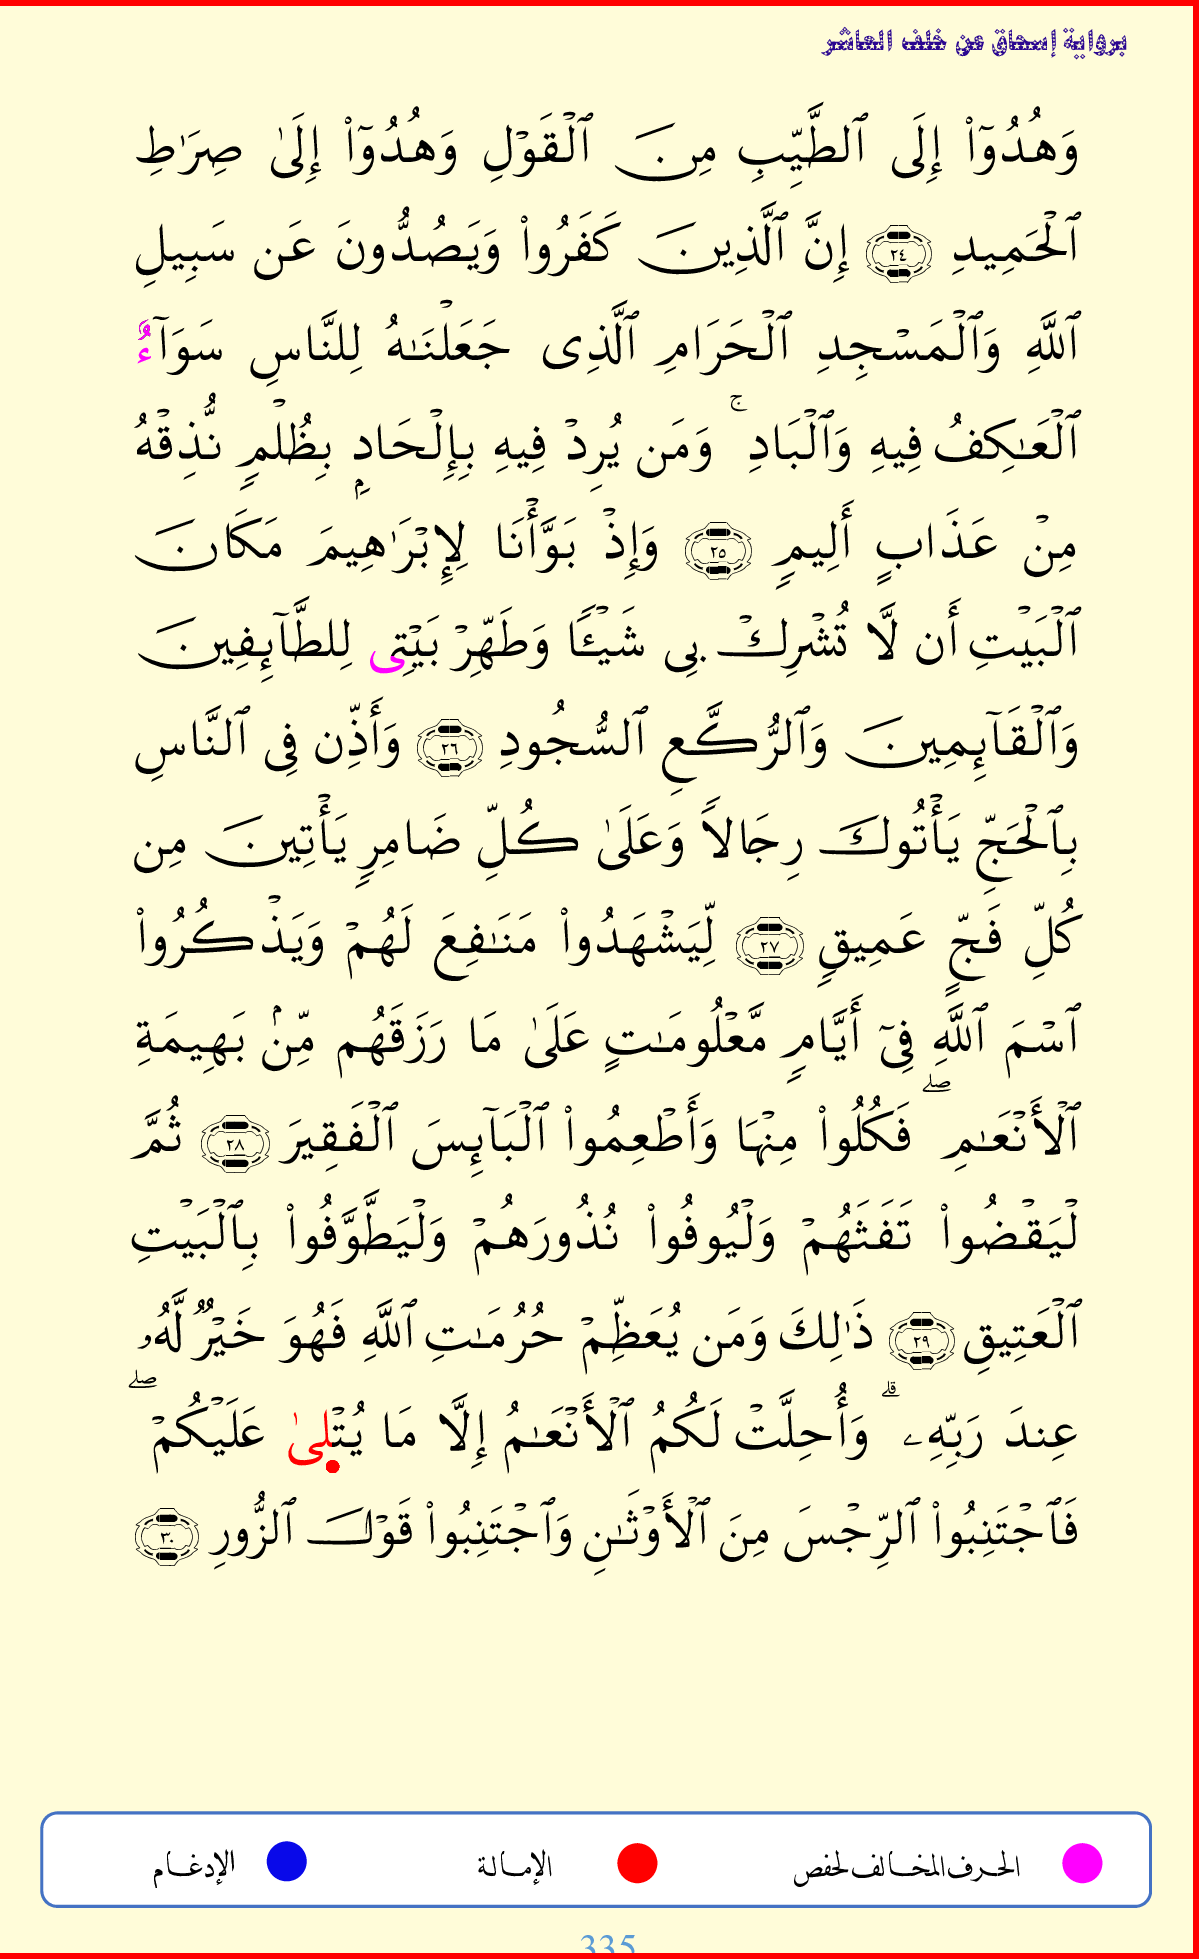 برواية إسحاق عن خلف العاشر
وَهُدُوٓاْ إِلَى ٱلطَّيِّبِ مِنَ ٱلۡقَوۡلِ وَهُدُوٓاْ إِلَىٰ صِرَٰطِ
ٱلۡحَمِيدِ ٢٤ إِنَّ ٱلَّذِينَ كَفَرُواْ وَيَصُدُّونَ عَن سَبِيلِ
ٱللَّهِ وَٱلۡمَسۡجِدِ ٱلۡحَرَامِ ٱلَّذِى جَعَلۡنَٰهُ لِلنَّاسِ سَوَآءٌ
ٱلۡعَٰكِفُ فِيهِ وَٱلۡبَادِۚ وَمَن يُرِدۡ فِيهِ بِإِلۡحَادِۭ بِظُلۡمٍ نُّذِقۡهُ
مِنۡ عَذَابٍ أَلِيمٍ ٢٥ وَإِذۡ بَوَّأۡنَا لِإِبۡرَٰهِيمَ مَكَانَ
ٱلۡبَيۡتِ أَن لَّا تُشۡرِكۡ بِى شَيۡـًٔا وَطَهِّرۡ بَيۡتِى لِلطَّآئِفِينَ
وَٱلۡقَآئِمِينَ وَٱلرُّكَّعِ ٱلسُّجُودِ ٢٦ وَأَذِّن فِى ٱلنَّاسِ
بِٱلۡحَجِّ يَأۡتُوكَ رِجَالًا وَعَلَىٰ كُلِّ ضَامِرٍ يَأۡتِينَ مِن
كُلِّ فَجٍّ عَمِيقٍ ٢٧ لِّيَشۡهَدُواْ مَنَٰفِعَ لَهُمۡ وَيَذۡكُرُواْ
ٱسۡمَ ٱللَّهِ فِىٓ أَيَّامٍ مَّعۡلُومَٰتٍ عَلَىٰ مَا رَزَقَهُم مِّنۢ بَهِيمَةِ
ٱلۡأَنۡعَٰمِۖ فَكُلُواْ مِنۡهَا وَأَطۡعِمُواْ ٱلۡبَآئِسَ ٱلۡفَقِيرَ ٢٨ ثُمَّ
لۡيَقۡضُواْ تَفَثَهُمۡ وَلۡيُوفُواْ نُذُورَهُمۡ وَلۡيَطَّوَّفُواْ بِٱلۡبَيۡتِ
ٱلۡعَتِيقِ ٢٩ ذَٰلِكَ وَمَن يُعَظِّمۡ حُرُمَٰتِ ٱللَّهِ فَهُوَ خَيۡرٌ لَّهُۥ
عِندَ رَبِّهِۦۗ وَأُحِلَّتۡ لَكُمُ ٱلۡأَنۡعَٰمُ إِلَّا مَا يُتۡلَىٰ عَلَيۡكُمۡۖ
فَٱجۡتَنِبُواْ ٱلرِّجۡسَ مِنَ ٱلۡأَوۡثَٰنِ وَٱجۡتَنِبُواْ قَوۡلَ ٱلزُّورِ ٣٠
الحرف المخالف لحفص الإمالة الإدغام
335